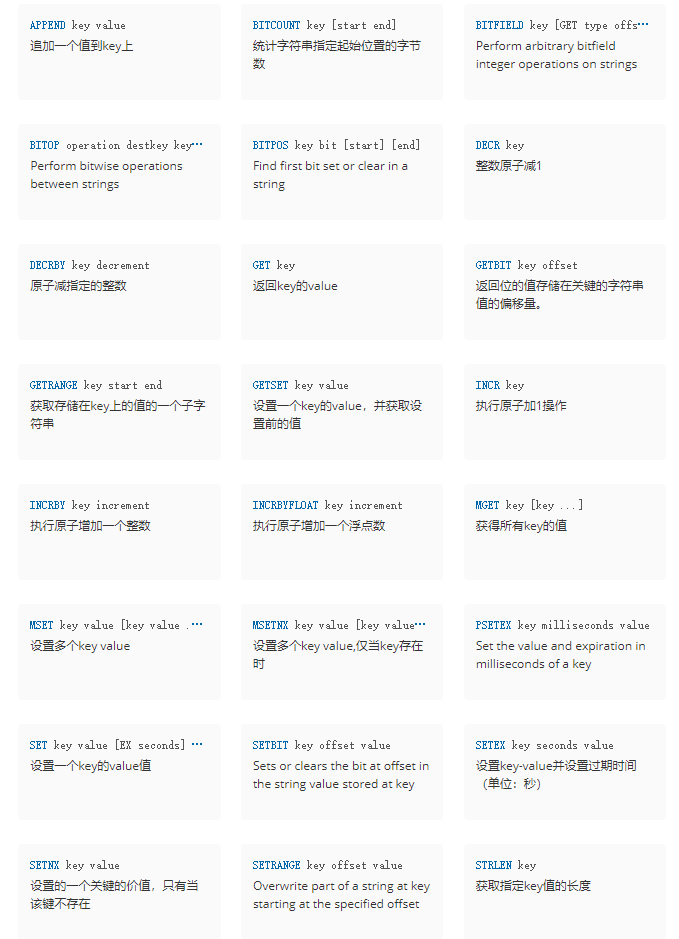 APPEND key value
追加一个值到key上
BITCOUNT key [start end]
统计字符串指定起始位置的字节
数
BITFIELD key [GET type offs···
Perform arbitrary bitfield
integer operations on strings
BITOP operation destkey key···
Perform bitwise operations
between strings
BITPOS key bit [start] [end]
Find first bit set or clear in a
string
DECR key
整数原子减1
DECRBY key decrement
原子减指定的整数
GET key
返回key的value
GETBIT key offset
返回位的值存储在关键的字符串
值的偏移量。
GETRANGE key start end
获取存储在key上的值的一个子字
符串
GETSET key value
设置一个key的value，并获取设
置前的值
INCR key
执行原子加1操作
INCRBY key increment
执行原子增加一个整数
INCRBYFLOAT key increment
执行原子增加一个浮点数
MGET key [key ...]
获得所有key的值
MSET key value [key value .···
设置多个key value
MSETNX key value [key value···
设置多个key value,仅当key存在
时
PSETEX key milliseconds value
Set the value and expiration in
milliseconds of a key
SET key value [EX seconds] ···
设置一个key的value值
SETBIT key offset value
Sets or clears the bit at offset in
the string value stored at key
SETEX key seconds value
设置key-value并设置过期时间
（单位：秒）
SETNX key value
设置的一个关键的价值，只有当
该键不存在
SETRANGE key offset value
Overwrite part of a string at key
starting at the specified offset
STRLEN key
获取指定key值的长度